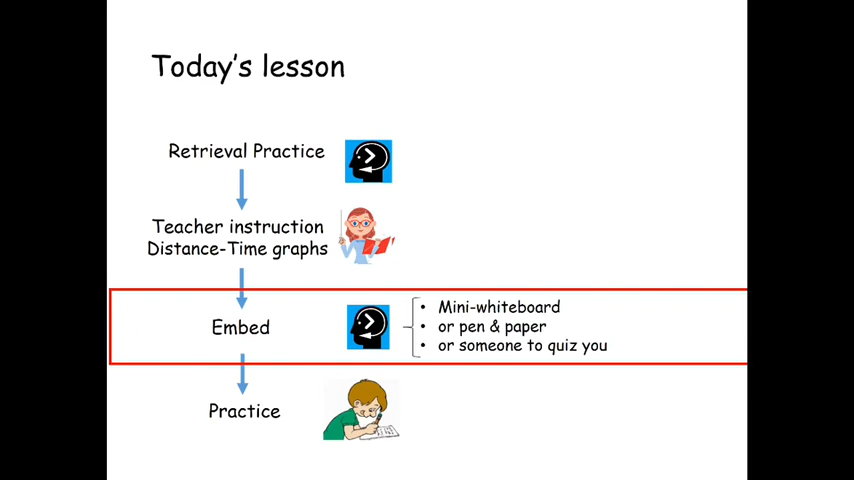 Today's lesson
Retrieval Practice
Teacher instruction
Distance-Time graphs
Embed
• Mini-whiteboard
• or pen & paper
• or someone to quiz you
Practice